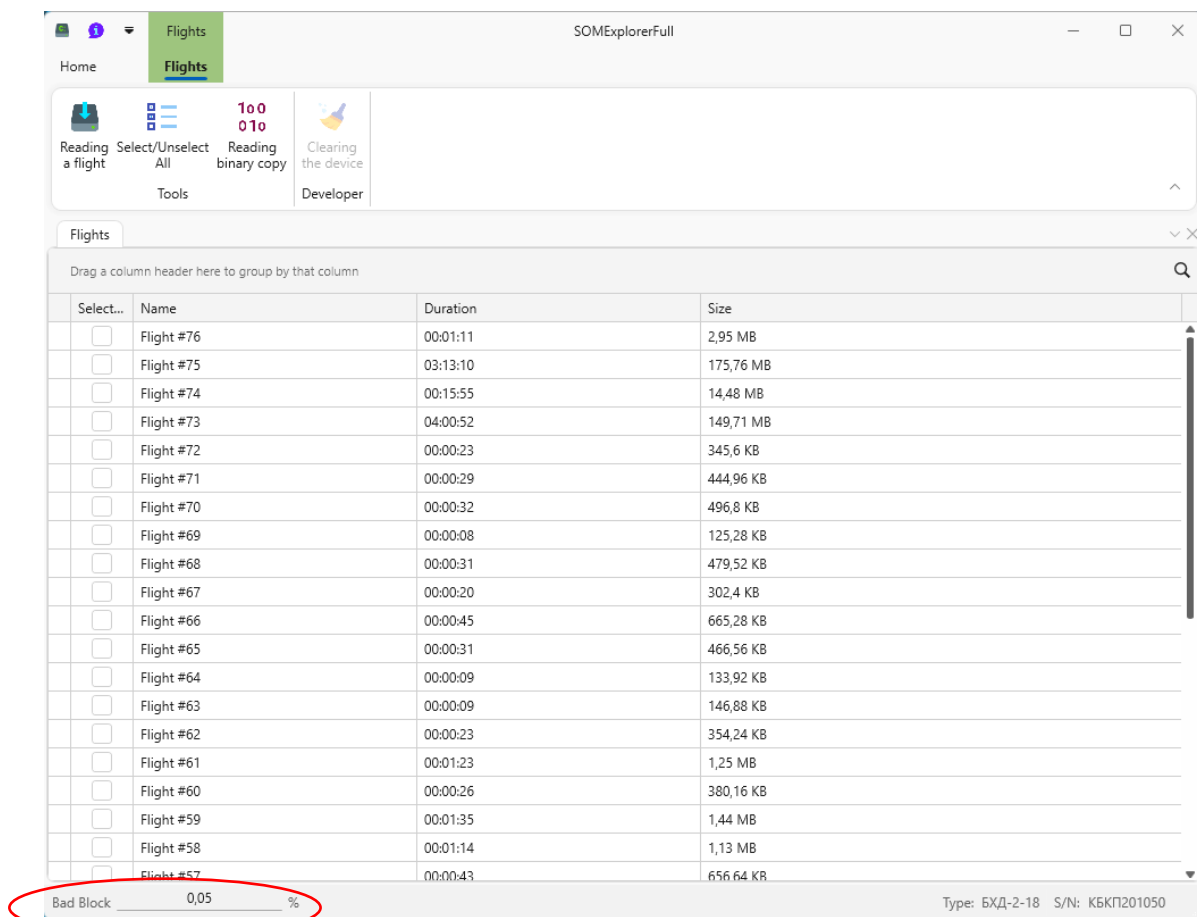 Flights
SOMExplorerFull
Home
Flights
Reading a flight
Select/Unselect All
Reading binary copy
Clearing the device
Tools
Developer
Flights
Drag a column header here to group by that column
Select... Name Duration Size
Flight #76 00:01:11 2,95 MB
Flight #75 03:13:10 175,76 MB
Flight #74 00:15:55 14,48 MB
Flight #73 04:00:52 149,71 MB
Flight #72 00:00:23 345,6 KB
Flight #71 00:00:29 444,96 KB
Flight #70 00:00:32 496,8 KB
Flight #69 00:00:08 125,28 KB
Flight #68 00:00:31 479,52 KB
Flight #67 00:00:20 302,4 KB
Flight #66 00:00:45 665,28 KB
Flight #65 00:00:31 466,56 KB
Flight #64 00:00:09 133,92 KB
Flight #63 00:00:09 146,88 KB
Flight #62 00:00:23 354,24 KB
Flight #61 00:01:23 1,25 MB
Flight #60 00:00:26 380,16 KB
Flight #59 00:01:35 1,44 MB
Flight #58 00:01:14 1,13 MB
Flight #57 00:00:43 656,64 KB
Bad Block 0,05 %
Type: БХД-2-18 S/N: КБКП201050